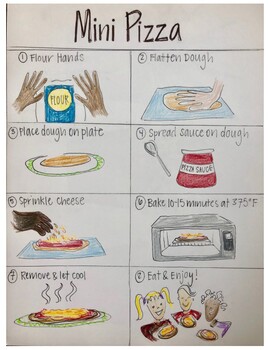 Mini Pizza
① Flour Hands
FLOUR
② Flatten Dough
③ Place dough on plate
④ Spread sauce on dough
PIZZA SAUCE
⑤ Sprinkle Cheese
⑥ Bake 10-15 minutes at 375°F
⑦ Remove & let cool
⑧ Eat & Enjoy!